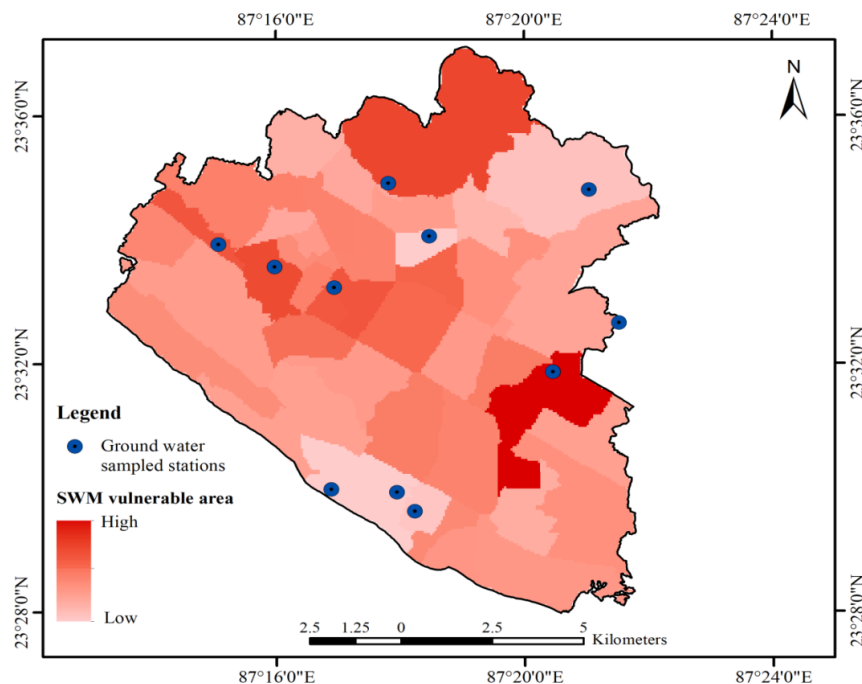 87°16'0"E 87°20'0"E 87°24'0"E
N
23°36'0"N 23°36'0"N
23°32'0"N 23°32'0"N
Legend
Ground water
sampled stations
SWM vulnerable area
High
Low
23°28'0"N 23°28'0"N
2.5 1.25 0 2.5 5
Kilometers
87°16'0"E 87°20'0"E 87°24'0"E